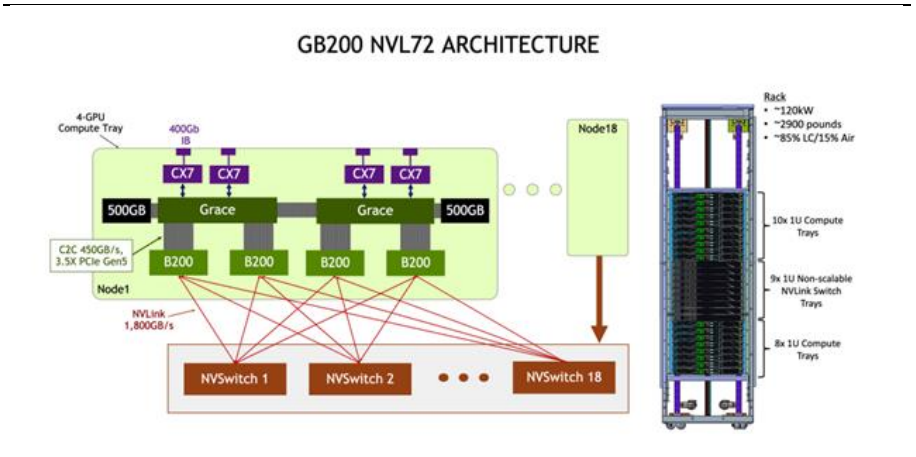 GB200 NVL72 ARCHITECTURE
4-GPU
Compute Tray
400Gb
IB
CX7
CX7
CX7
CX7
500GB
Grace
Grace
500GB
C2C 450GB/s,
3.5X PCIe Gen5
B200
B200
B200
B200
Node1
NVLink
1,800GB/s
NVSwitch 1
NVSwitch 2
NVSwitch 18
Node18
Rack
• ~120kW
• ~2900 pounds
• ~85% LC/15% Air
10x 1U Compute
Trays
9x 1U Non-scalable
NVLink Switch
Trays
8x 1U Compute
Trays